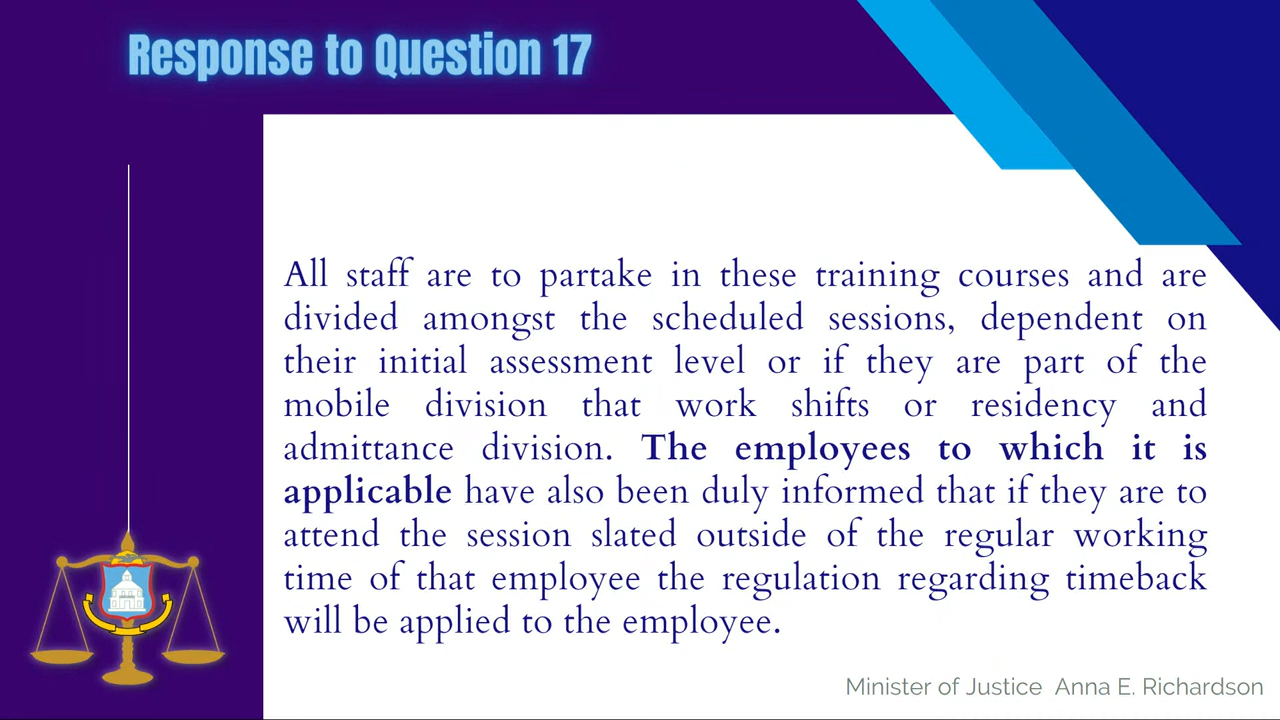 Response to Question 17
All staff are to partake in these training courses and are
divided amongst the scheduled sessions, dependent on
their initial assessment level or if they are part of the
mobile division that work shifts or residency and
admittance division. The employees to which it is
applicable have also been duly informed that if they are to
attend the session slated outside of the regular working
time of that employee the regulation regarding timeback
will be applied to the employee.
Minister of Justice Anna E. Richardson